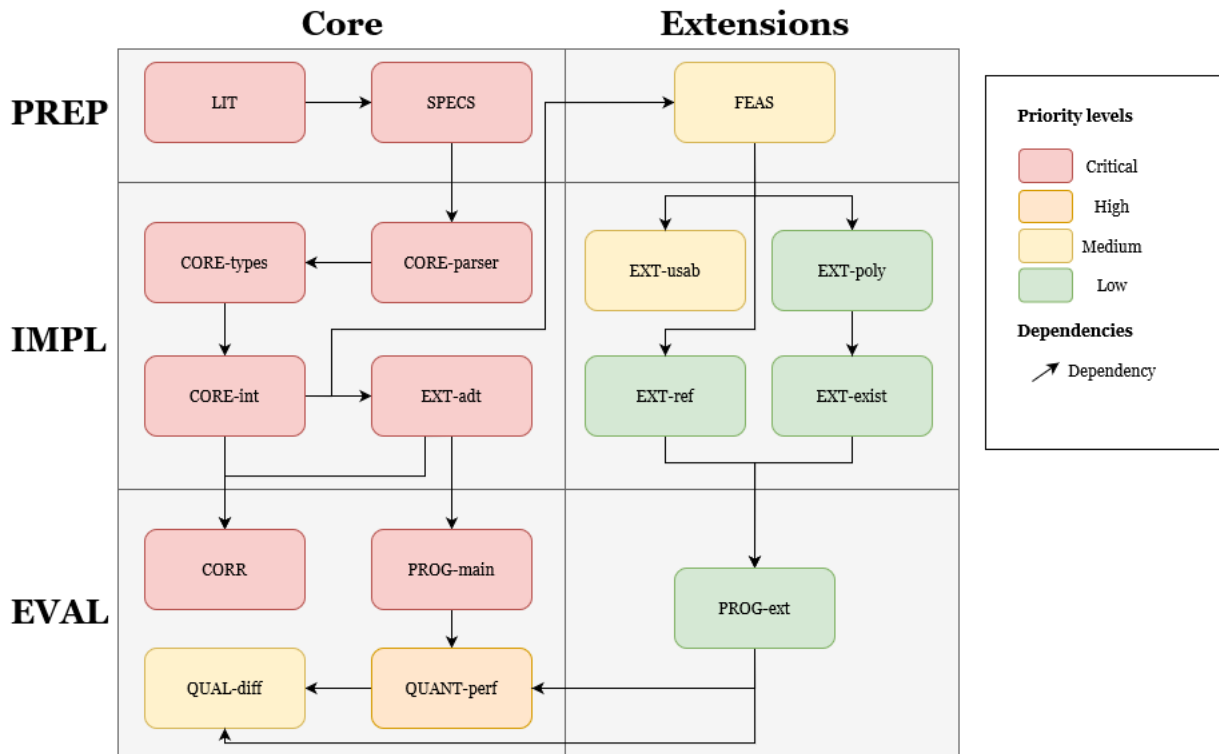 Core
Extensions
PREP
LIT
SPECS
FEAS
Priority levels
Critical
High
Medium
Low
Dependencies
Dependency
IMPL
CORE-types
CORE-parser
EXT-usab
EXT-poly
CORE-int
EXT-adt
EXT-ref
EXT-exist
EVAL
CORR
PROG-main
PROG-ext
QUAL-diff
QUANT-perf